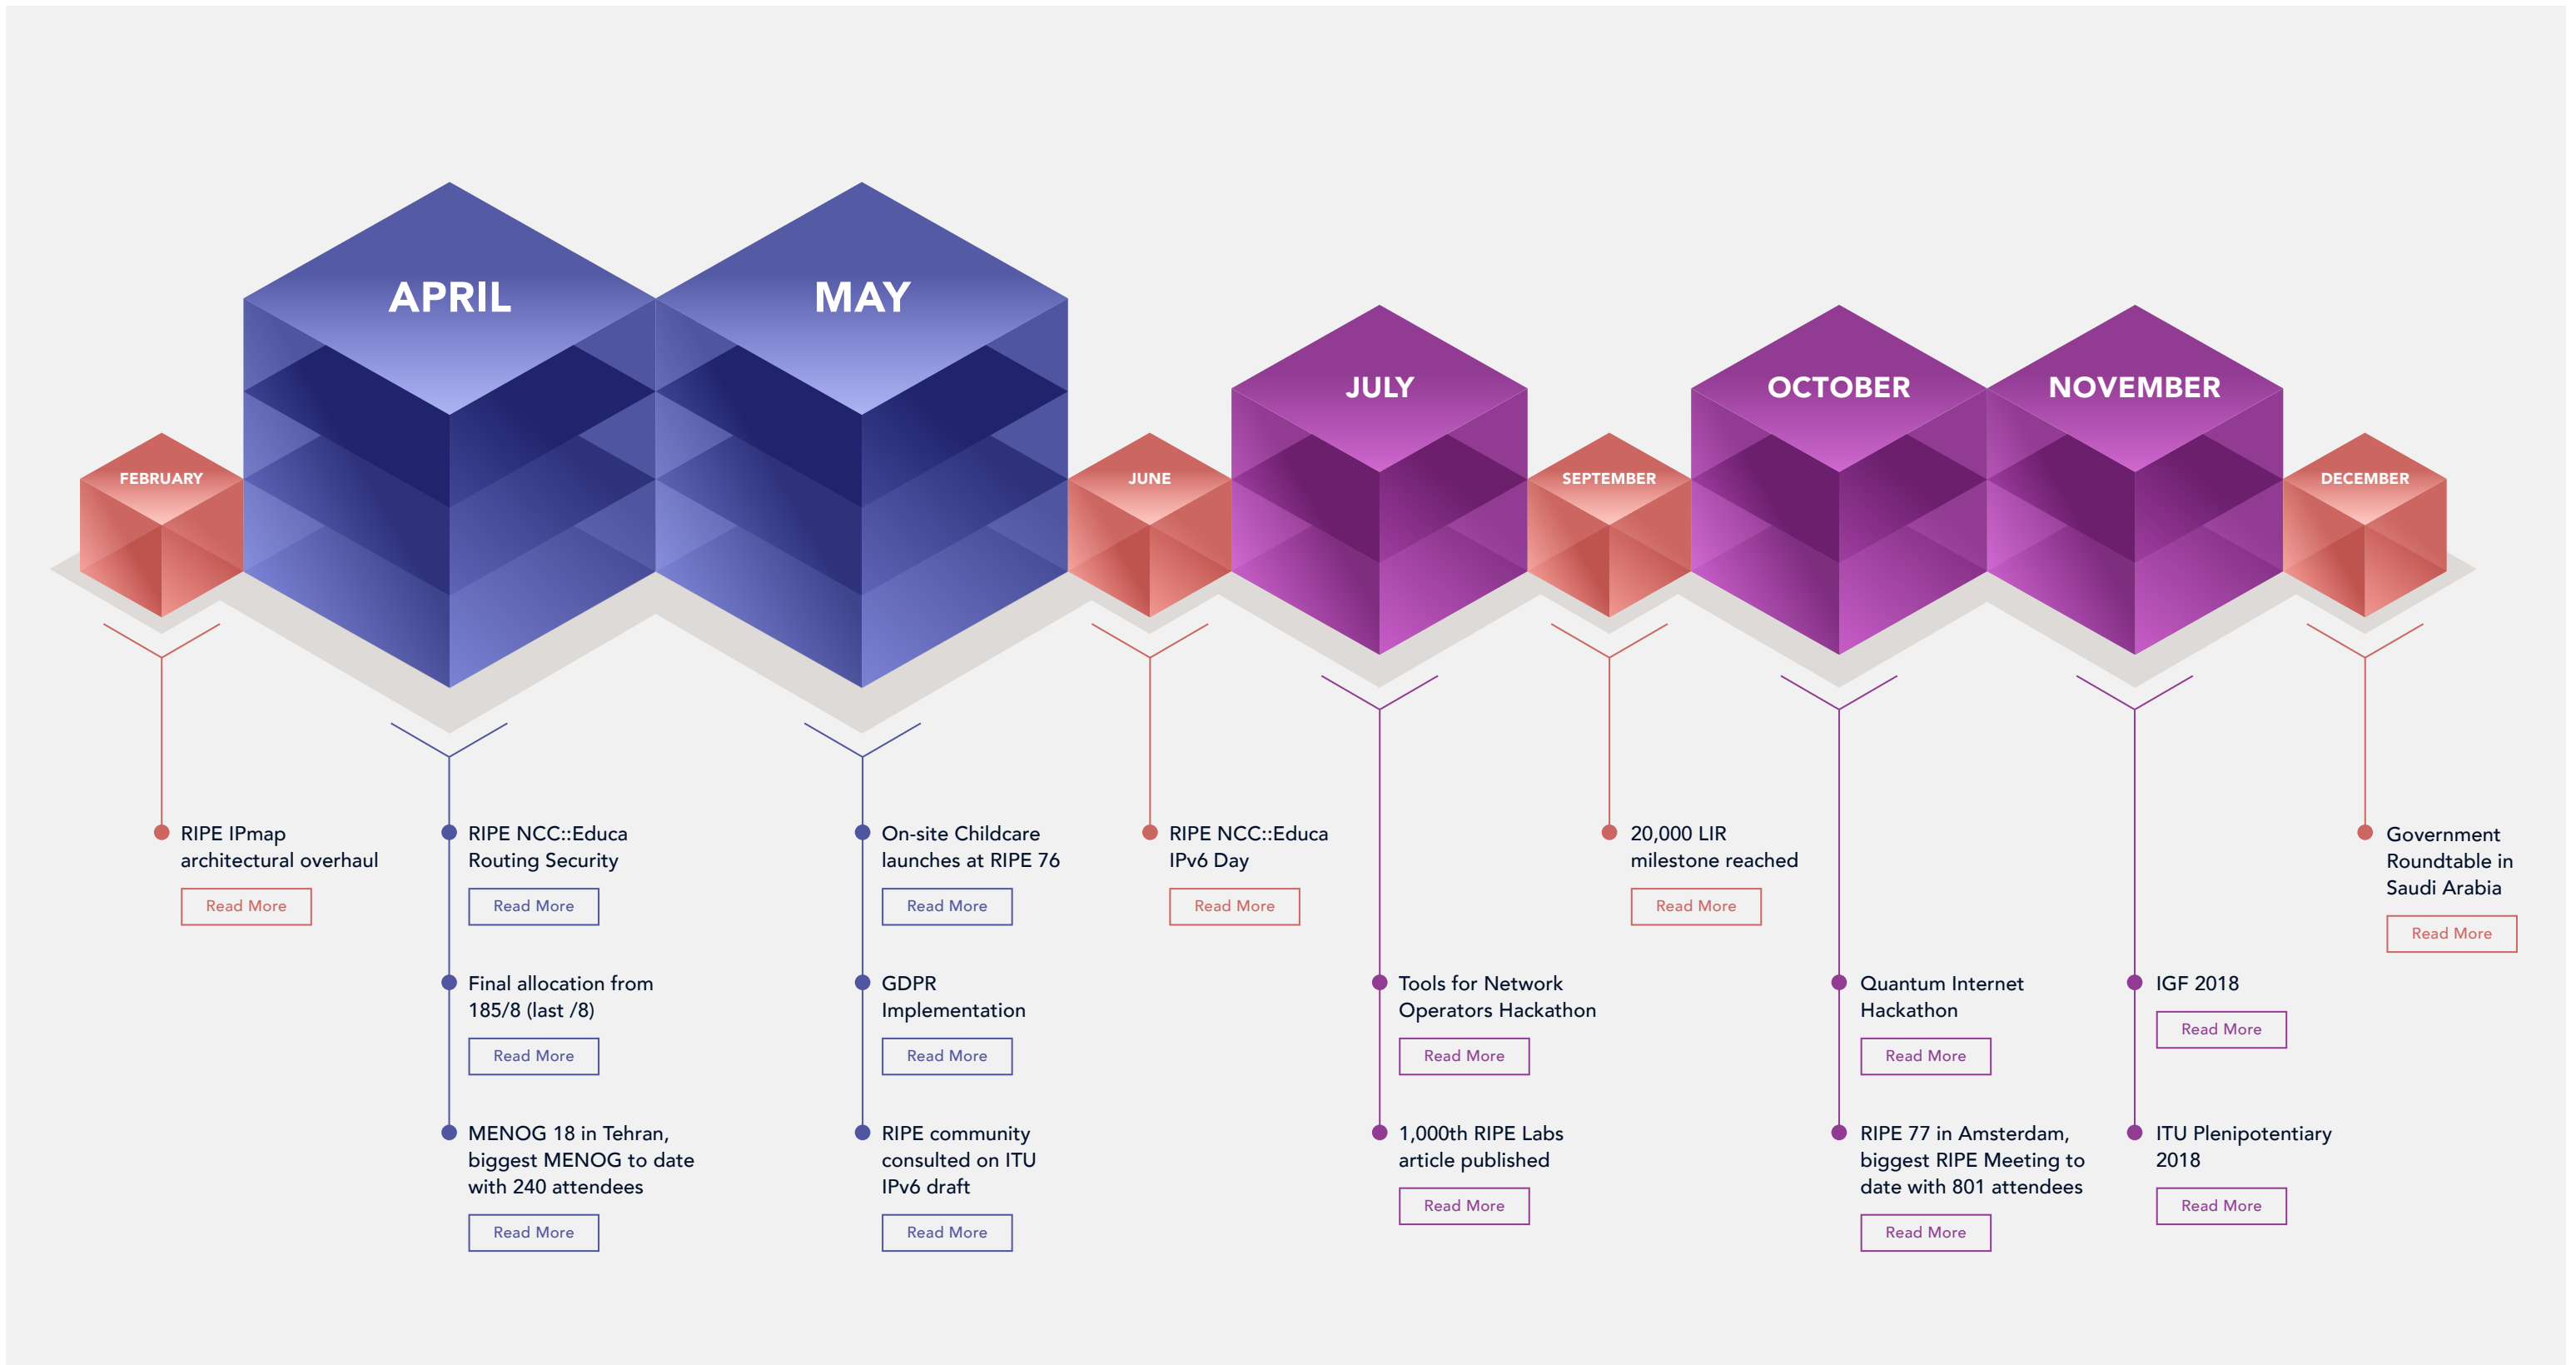 APRIL
MAY
JULY
OCTOBER
NOVEMBER
FEBRUARY
JUNE
SEPTEMBER
DECEMBER
RIPE IPmap
architectural overhaul
Read More
RIPE NCC::Educa
Routing Security
Read More
Final allocation from
185/8 (last /8)
Read More
MENOG 18 in Tehran,
biggest MENOG to date
with 240 attendees
Read More
On-site Childcare
launches at RIPE 76
Read More
GDPR
Implementation
Read More
RIPE community
consulted on ITU
IPv6 draft
Read More
RIPE NCC::Educa
IPv6 Day
Read More
Tools for Network
Operators Hackathon
Read More
1,000th RIPE Labs
article published
Read More
20,000 LIR
milestone reached
Read More
Quantum Internet
Hackathon
Read More
RIPE 77 in Amsterdam,
biggest RIPE Meeting to
date with 801 attendees
Read More
IGF 2018
Read More
ITU Plenipotentiary
2018
Read More
Government
Roundtable in
Saudi Arabia
Read More